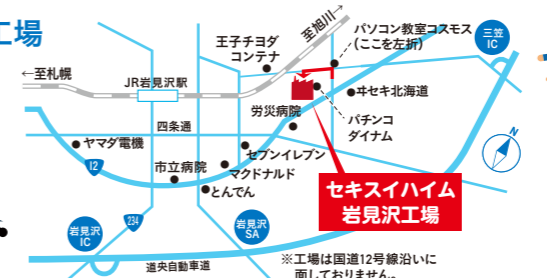 工場
王子チヨダ
コンテナ
至旭川
パソコン教室コスモス
(ここを左折)
三笠
IC
←至札幌
JR岩見沢駅
ヰセキ北海道
労災病院
パチンコ
ダイナム
四条通
ヤマダ電機
セブンイレブン
マクドナルド
市立病院
とんでん
12
N
セキスイハイム
岩見沢工場
234
岩見沢
IC
岩見沢
SA
道央自動車道
※工場は国道12号線沿いに
面しておりません。